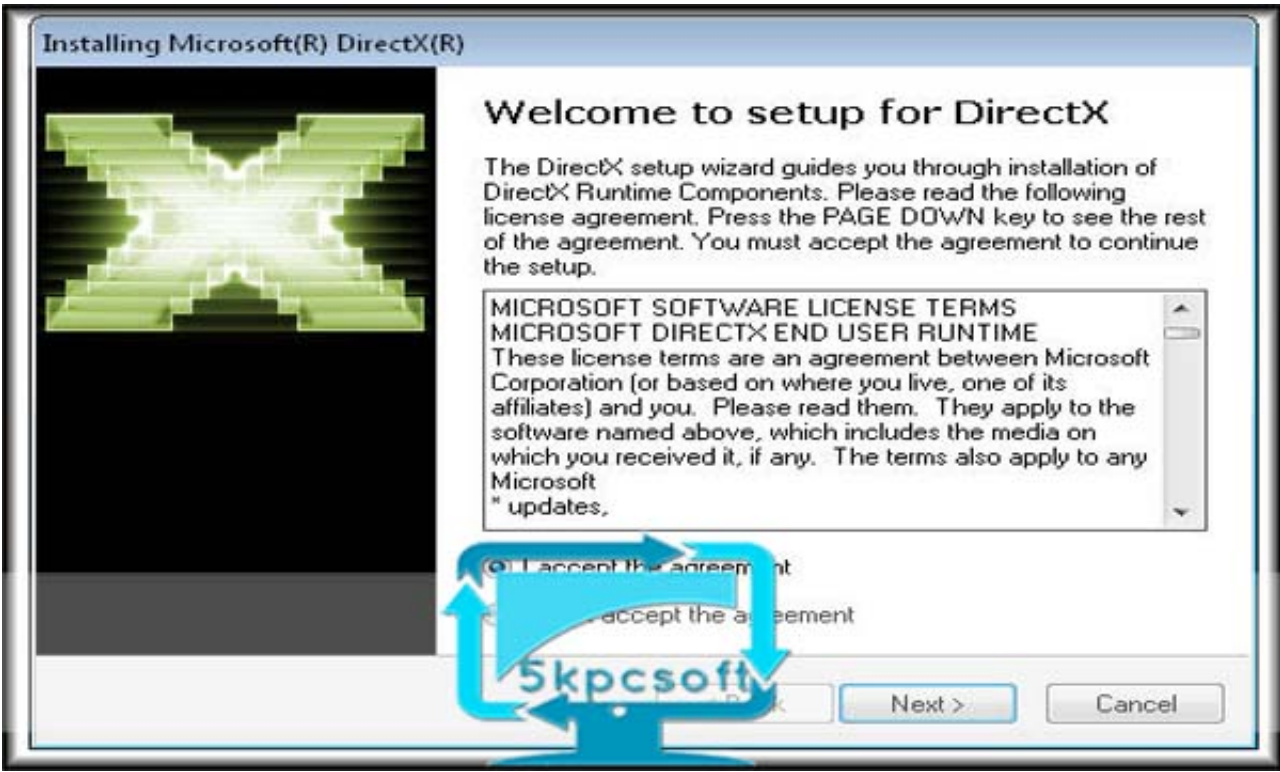 Installing Microsoft(R) DirectX(R)
Welcome to setup for DirectX
The DirectX setup wizard guides you through installation of
DirectX Runtime Components. Please read the following
license agreement. Press the PAGE DOWN key to see the rest
of the agreement. You must accept the agreement to continue
the setup.
MICROSOFT SOFTWARE LICENSE TERMS
MICROSOFT DIRECTX END USER RUNTIME
These license terms are an agreement between Microsoft
Corporation (or based on where you live, one of its
affiliates) and you.  Please read them.  They apply to the
software named above, which includes the media on
which you received it, if any.  The terms also apply to any
Microsoft
* updates,
I accept the agreement
accept the agreement
5kpcsoft
Next > Cancel